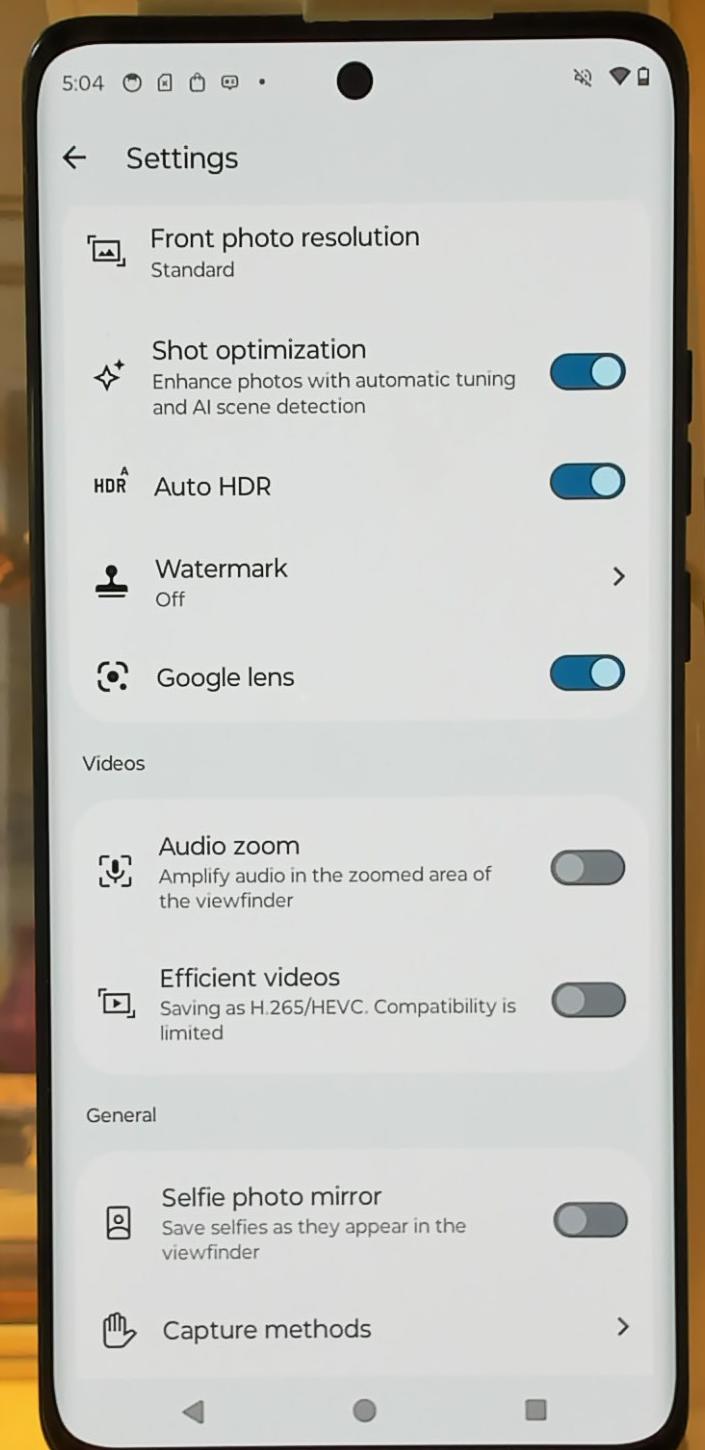 5:04
Settings
Front photo resolution
Standard
Shot optimization
Enhance photos with automatic tuning
and AI scene detection
HDR A
Auto HDR
Watermark
Off
Google lens
Videos
Audio zoom
Amplify audio in the zoomed area of
the viewfinder
Efficient videos
Saving as H.265/HEVC. Compatibility is
limited
General
Selfie photo mirror
Save selfies as they appear in the
viewfinder
Capture methods